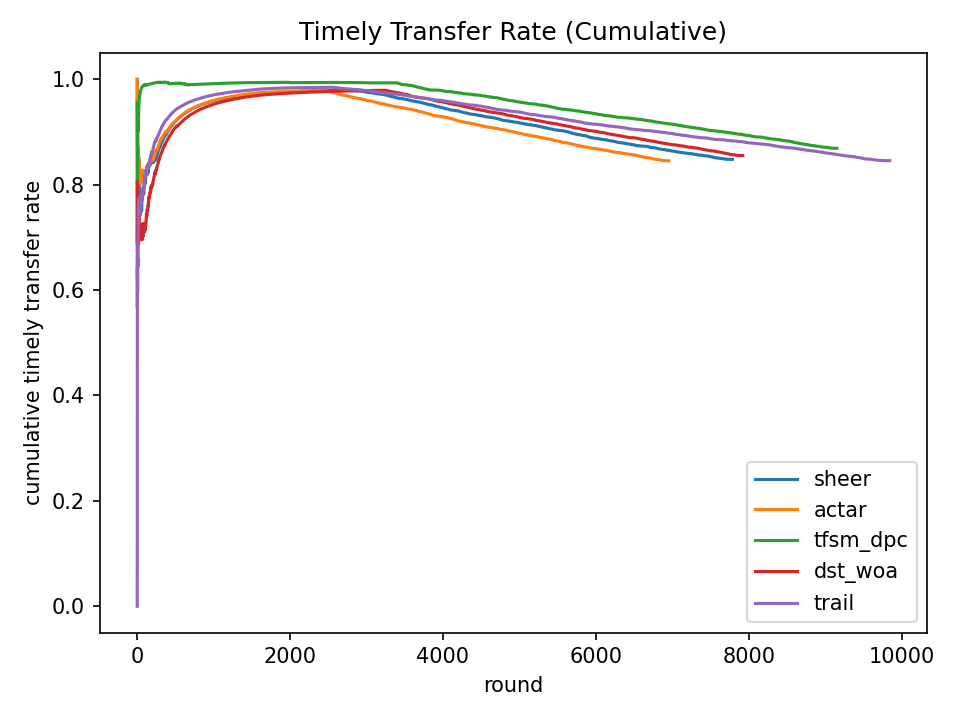 Timely Transfer Rate (Cumulative)
cumulative timely transfer rate
1.0
0.8
0.6
0.4
0.2
0.0
0 2000 4000 6000 8000 10000
round
sheer
actar
tfsm_dpc
dst_woa
trail